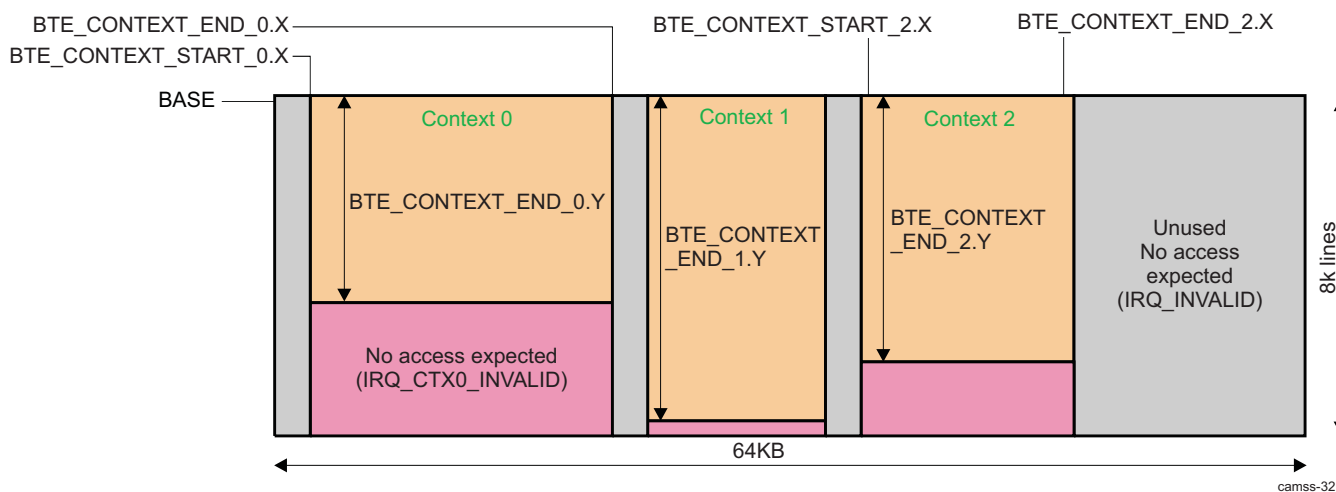 BTE_CONTEXT_END_0.X
BTE_CONTEXT_START_2.X
BTE_CONTEXT_END_2.X
BTE_CONTEXT_START_0.X
BASE
Context 0
Context 1
Context 2
BTE_CONTEXT_END_0.Y
BTE_CONTEXT
_END_1.Y
BTE_CONTEXT
_END_2.Y
Unused
No access
expected
(IRQ_INVALID)
8k lines
No access expected
(IRQ_CTX0_INVALID)
64KB
camss-32